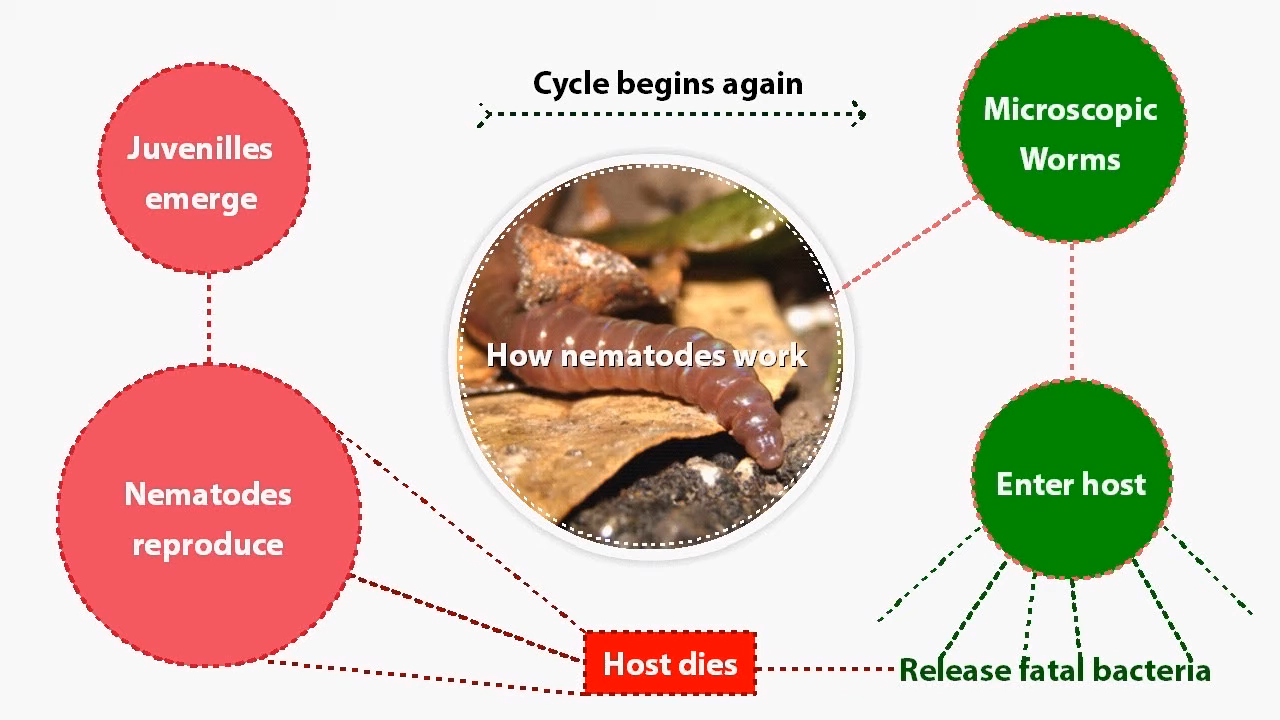 Cycle begins again
Microscopic
Worms
Juvenilles
emerge
How nematodes work
Enter host
Nematodes
reproduce
Host dies
Release fatal bacteria